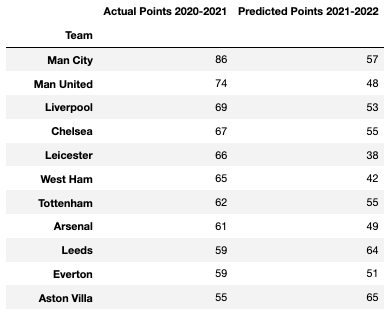 Actual Points 2020-2021 Predicted Points 2021-2022
Team
Man City 86 57
Man United 74 48
Liverpool 69 53
Chelsea 67 55
Leicester 66 38
West Ham 65 42
Tottenham 62 55
Arsenal 61 49
Leeds 59 64
Everton 59 51
Aston Villa 55 65